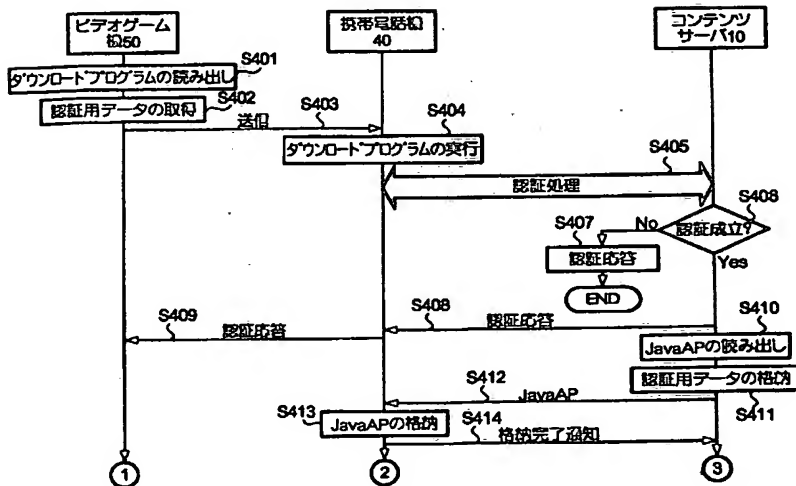 ビデオゲーム
機50
携帯電話機
40
コンテンツ
サーバ10
S401
ダウンロードプログラムの読み出し
S402
認証用データの取得
S403
送信
S404
ダウンロードプログラムの実行
S405
認証処理
S408
認証成立?
No
Yes
S407
認証応答
END
S409
認証応答
S408
認証応答
S410
JavaAPの読み出し
認証用データの格納
S411
S412
JavaAP
S413
JavaAPの格納
S414
格納完了通知
1
2
3